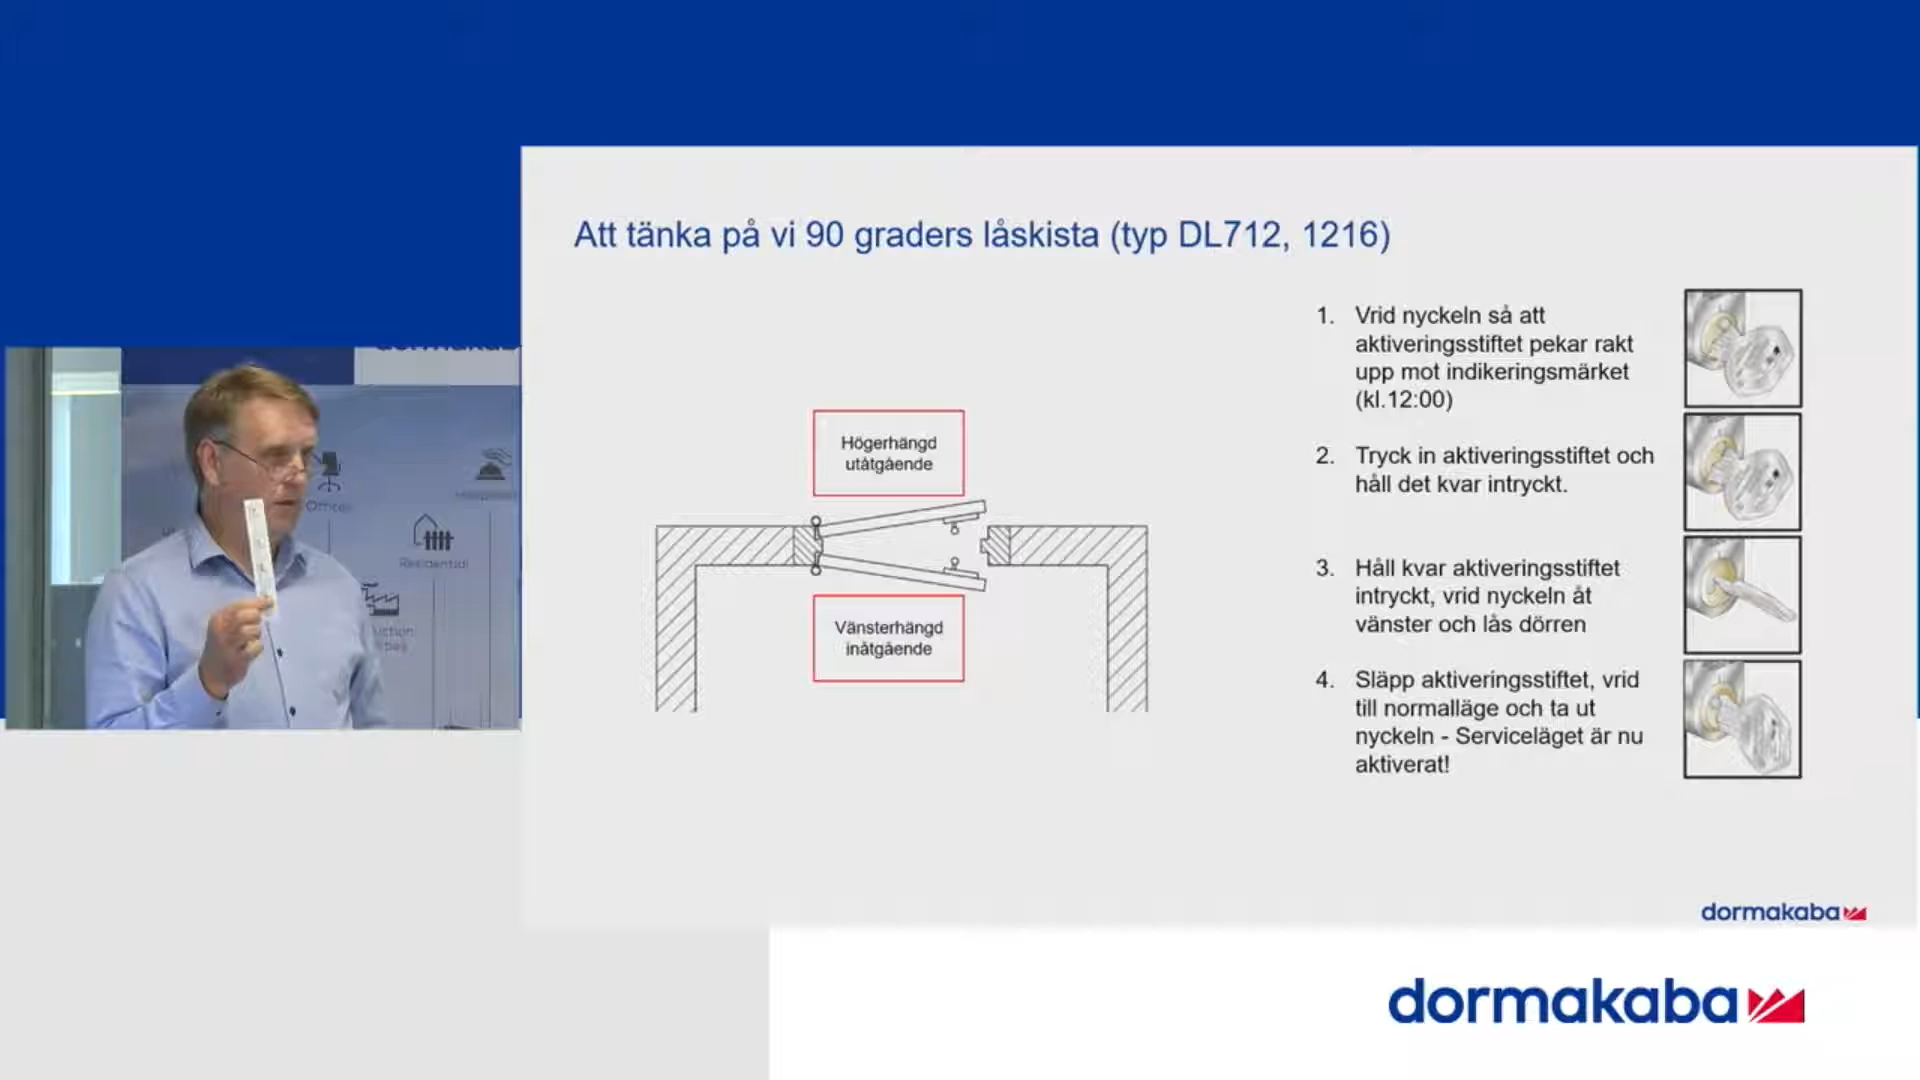 Att tänka på vi 90 graders låskista (typ DL712, 1216)
Högerhängd
utåtgående
Vänsterhängd
inåtgående
1. Vrid nyckeln så att
aktiveringsstiftet pekar rakt
upp mot indikeringsmärket
(kl.12:00)
2. Tryck in aktiveringsstiftet och
håll det kvar intryckt.
3. Håll kvar aktiveringsstiftet
intryckt, vrid nyckeln åt
vänster och lås dörren
4. Släpp aktiveringsstiftet, vrid
till normalläge och ta ut
nyckeln - Serviceläget är nu
aktiverat!
Office
Residential
dormakaba
dormakaba